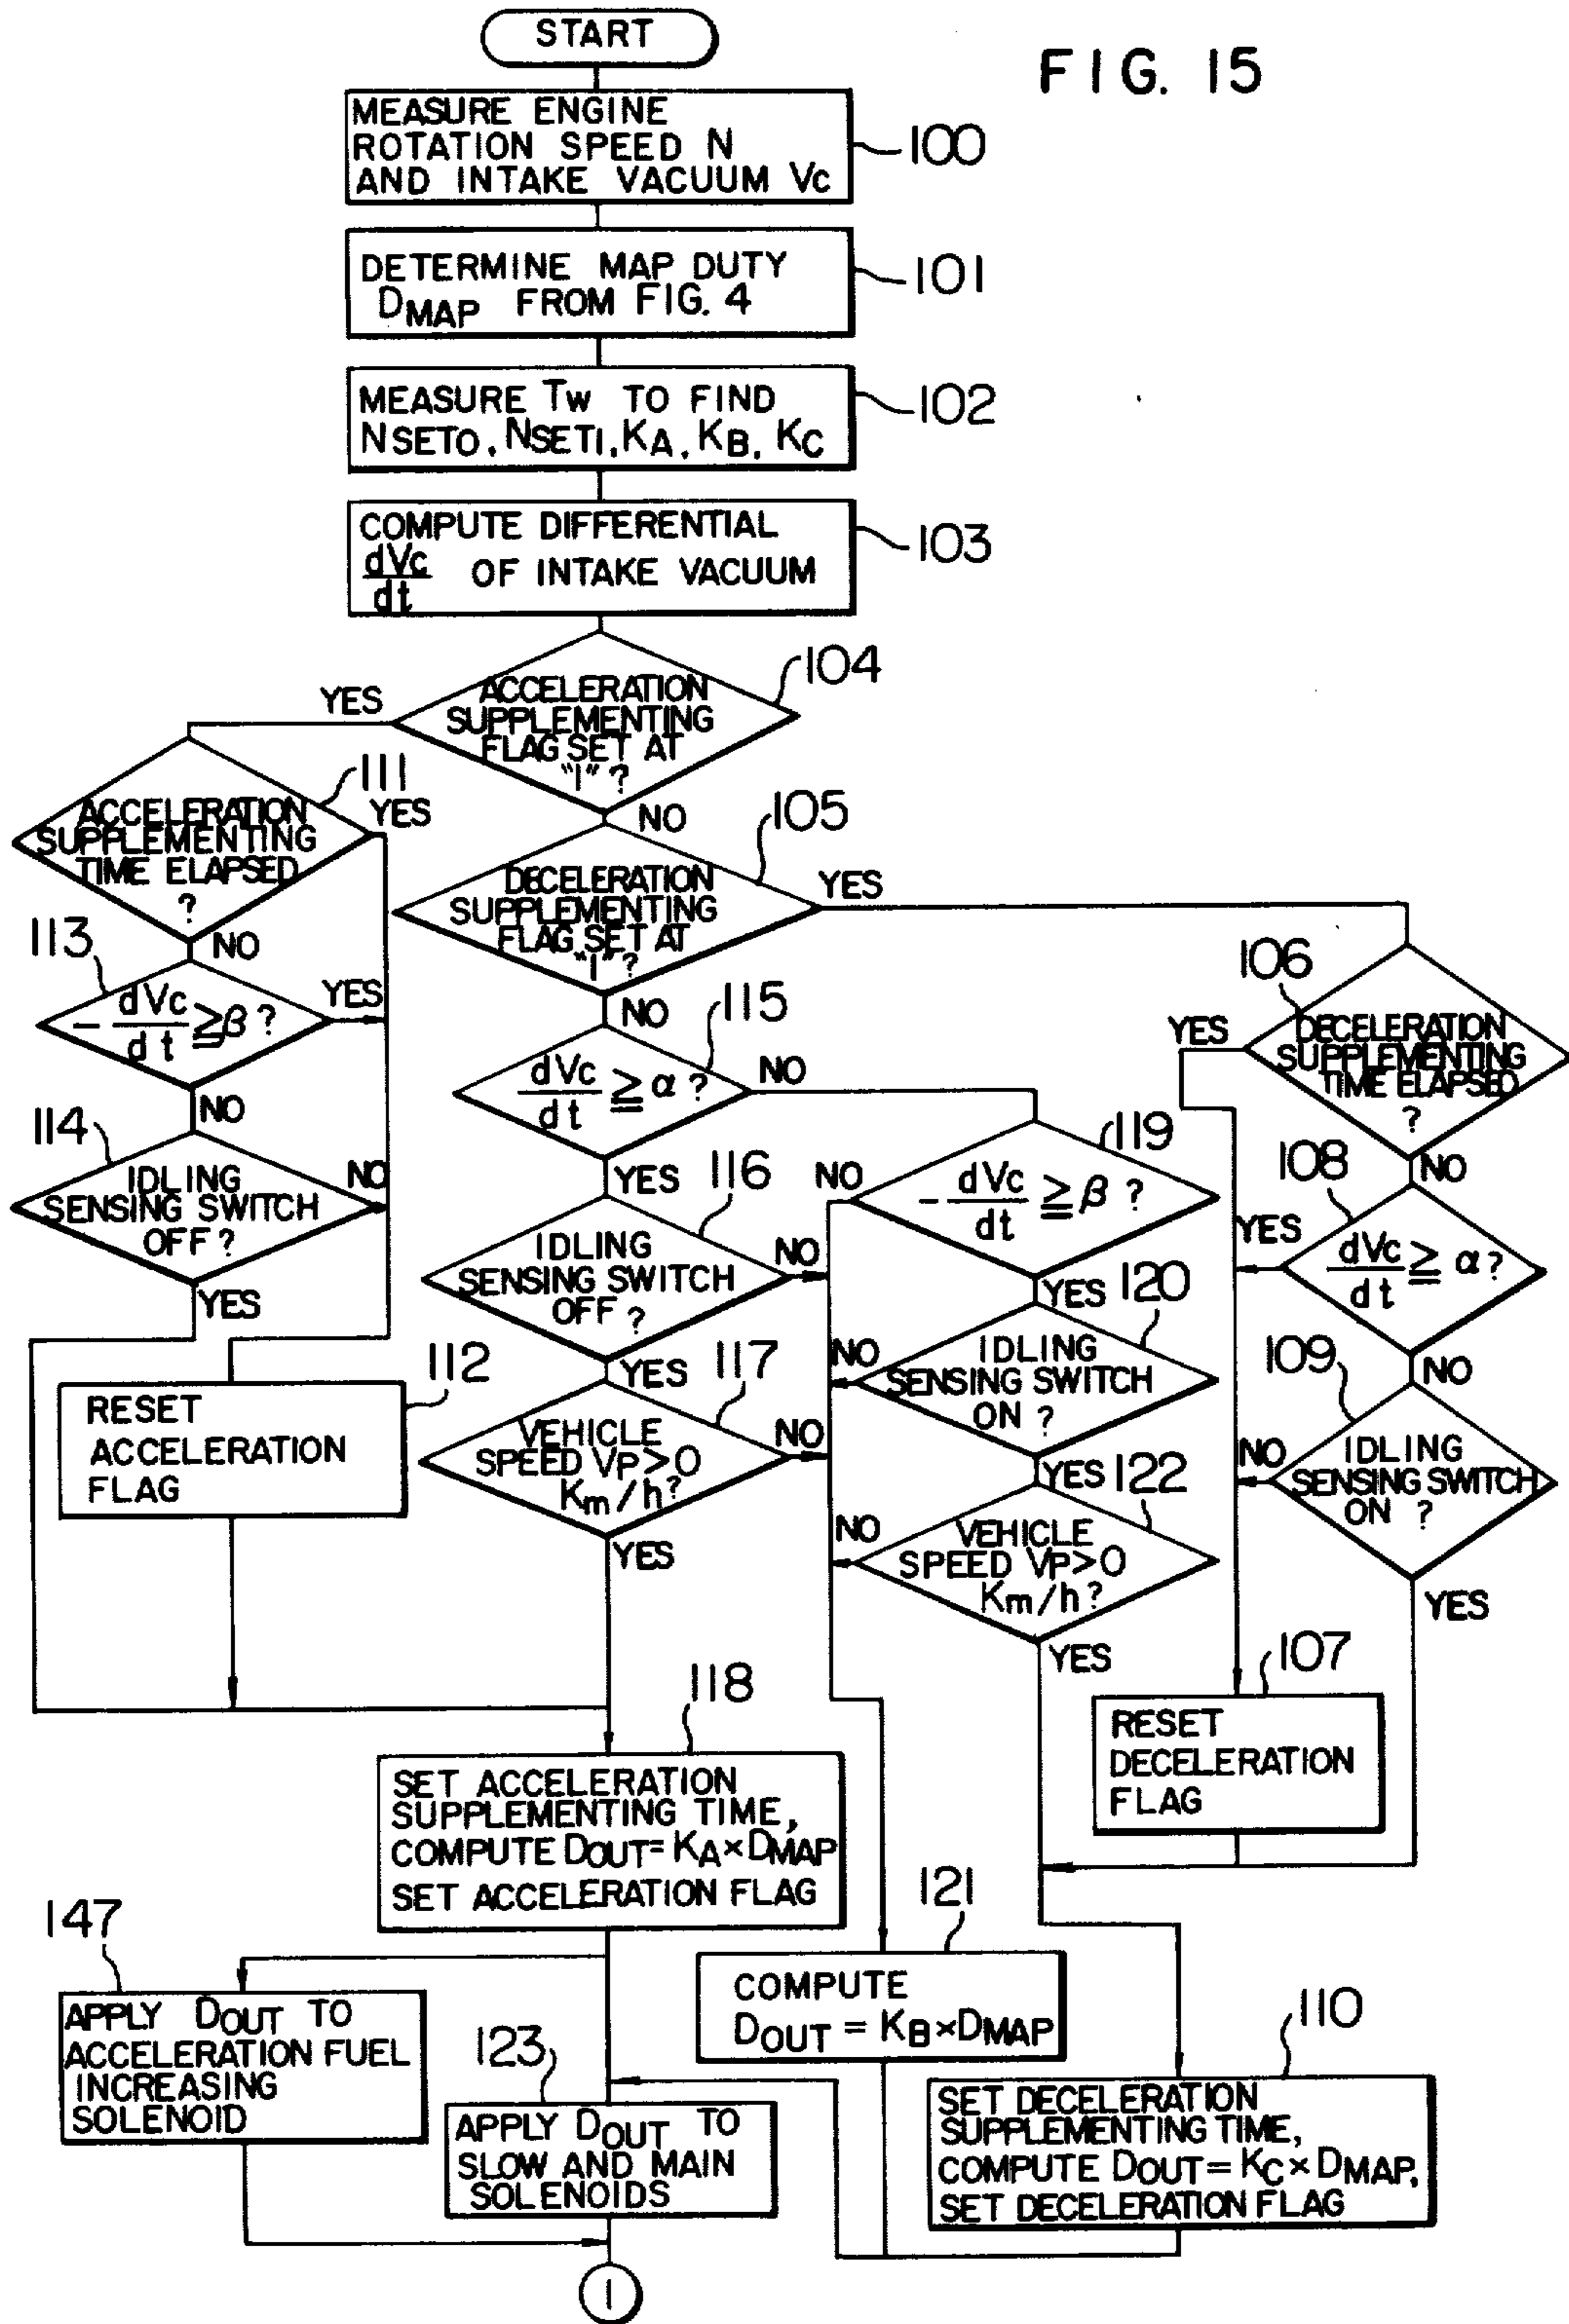 START
FIG. 15
MEASURE ENGINE
ROTATION SPEED N
AND INTAKE VACUUM Vc
100
DETERMINE MAP DUTY
DMAP FROM FIG. 4
101
MEASURE Tw TO FIND
NSET0, NSET1, KA, KB, KC
102
COMPUTE DIFFERENTIAL
dVc/dt OF INTAKE VACUUM
103
104
YES
ACCELERATION
SUPPLEMENTING
FLAG SET AT
"1" ?
NO
111
ACCELERATION
SUPPLEMENTING
TIME ELAPSED
?
YES
NO
105
DECELERATION
SUPPLEMENTING
FLAG SET AT
"1" ?
YES
NO
113
- dVc/dt ≧ β ?
YES
NO
115
dVc/dt ≧ α ?
NO
YES
106
YES
DECELERATION
SUPPLEMENTING
TIME ELAPSED
?
NO
114
IDLING
SENSING SWITCH
OFF ?
NO
YES
116
IDLING
SENSING SWITCH
OFF ?
NO
YES
119
NO
- dVc/dt ≧ β ?
YES
108
YES
dVc/dt ≧ α ?
NO
112
RESET
ACCELERATION
FLAG
117
VEHICLE
SPEED VP>0
Km/h?
NO
YES
120
NO
IDLING
SENSING SWITCH
ON ?
YES
109
NO
IDLING
SENSING SWITCH
ON ?
YES
122
NO
VEHICLE
SPEED VP>0
Km/h?
YES
107
RESET
DECELERATION
FLAG
118
SET ACCELERATION
SUPPLEMENTING TIME,
COMPUTE DOUT = KA × DMAP
SET ACCELERATION FLAG
147
APPLY DOUT TO
ACCELERATION FUEL
INCREASING
SOLENOID
123
APPLY DOUT TO
SLOW AND MAIN
SOLENOIDS
121
COMPUTE
DOUT = KB × DMAP
110
SET DECELERATION
SUPPLEMENTING TIME,
COMPUTE DOUT = KC × DMAP,
SET DECELERATION FLAG
1